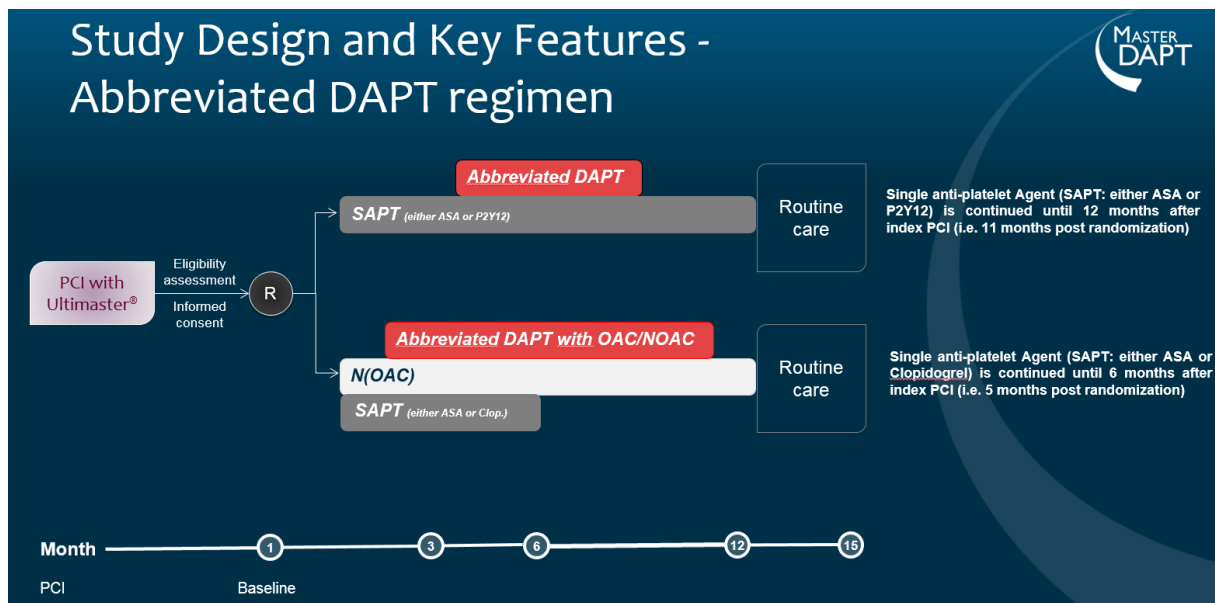 Study Design and Key Features -
Abbreviated DAPT regimen
MASTER
DAPT
Abbreviated DAPT
SAPT (either ASA or P2Y12)
Routine
care
Single anti-platelet Agent (SAPT: either ASA or
P2Y12) is continued until 12 months after
index PCI (i.e. 11 months post randomization)
PCI with
Ultimaster®
Eligibility
assessment
Informed
consent
R
Abbreviated DAPT with OAC/NOAC
N(OAC)
SAPT (either ASA or Clop.)
Routine
care
Single anti-platelet Agent (SAPT: either ASA or
Clopidogrel) is continued until 6 months after
index PCI (i.e. 5 months post randomization)
Month
1
3
6
12
15
PCI
Baseline